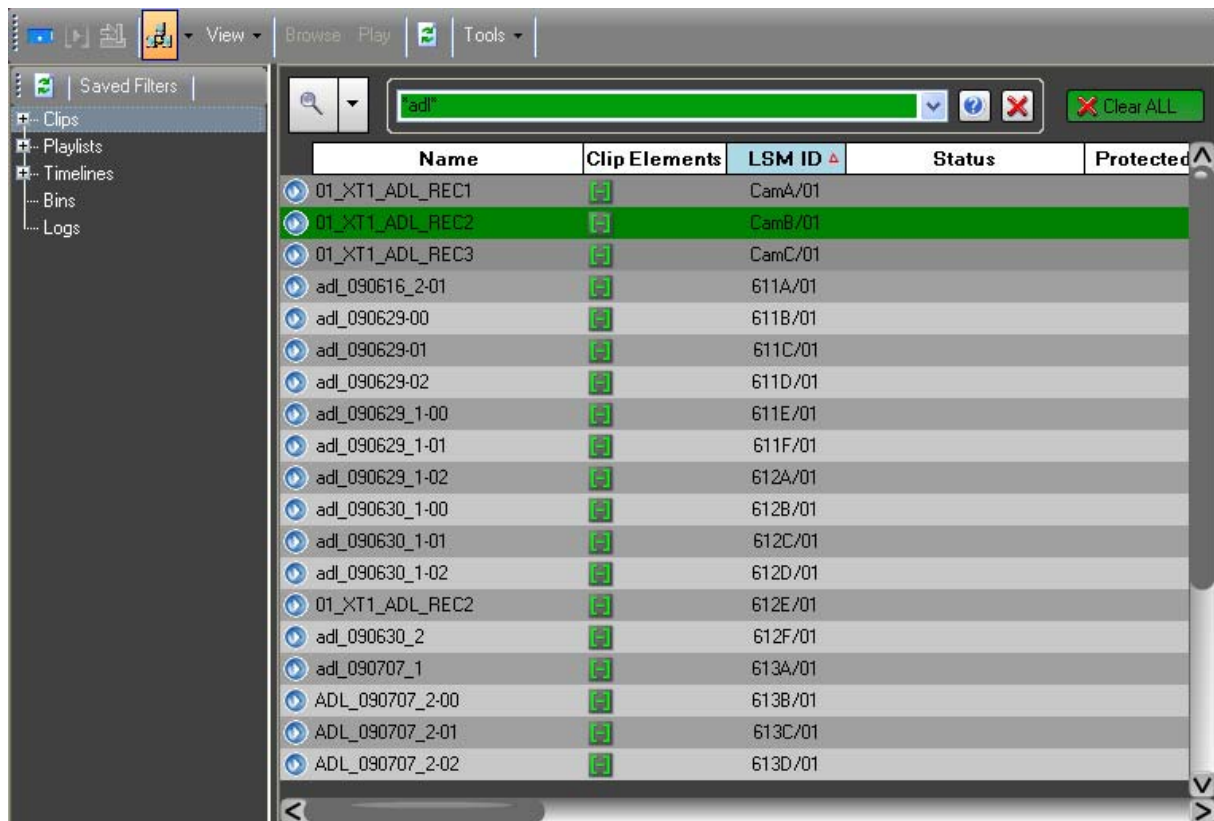 View Browse Play Tools
Saved Filters
Clips
Playlists
Timelines
Bins
Logs
"adl" Clear ALL
Name Clip Elements LSM ID Status Protected
01_XT1_ADL_REC1 CamA/01
01_XT1_ADL_REC2 CamB/01
01_XT1_ADL_REC3 CamC/01
adl_090616_2-01 611A/01
adl_090629-00 611B/01
adl_090629-01 611C/01
adl_090629-02 611D/01
adl_090629_1-00 611E/01
adl_090629_1-01 611F/01
adl_090629_1-02 612A/01
adl_090630_1-00 612B/01
adl_090630_1-01 612C/01
adl_090630_1-02 612D/01
01_XT1_ADL_REC2 612E/01
adl_090630_2 612F/01
adl_090707_1 613A/01
ADL_090707_2-00 613B/01
ADL_090707_2-01 613C/01
ADL_090707_2-02 613D/01